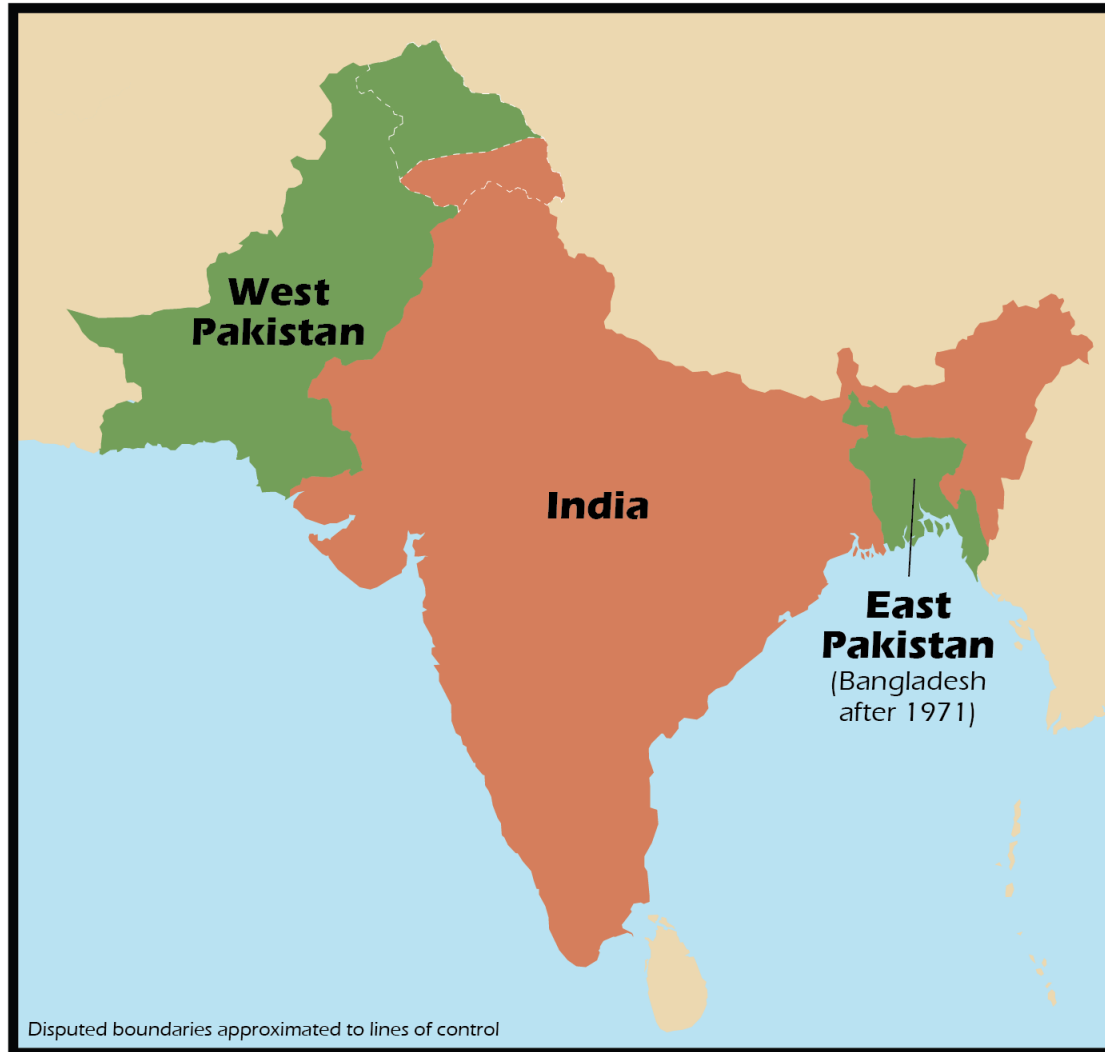 West
Pakistan
India
East
Pakistan
(Bangladesh
after 1971)
Disputed boundaries approximated to lines of control